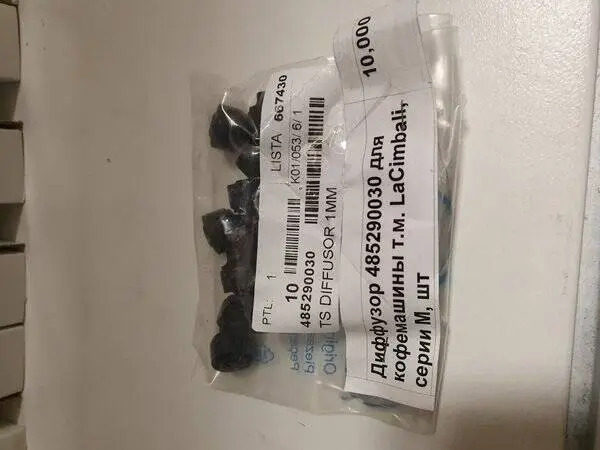 PTL: 1
LISTA 667430
10
K01/053/ 6/ 1
485290030
TS DIFFUSOR 1MM
10,000
Диффузор 485290030 для
кофемашины т.м. LaCimbali,
серии М, шт